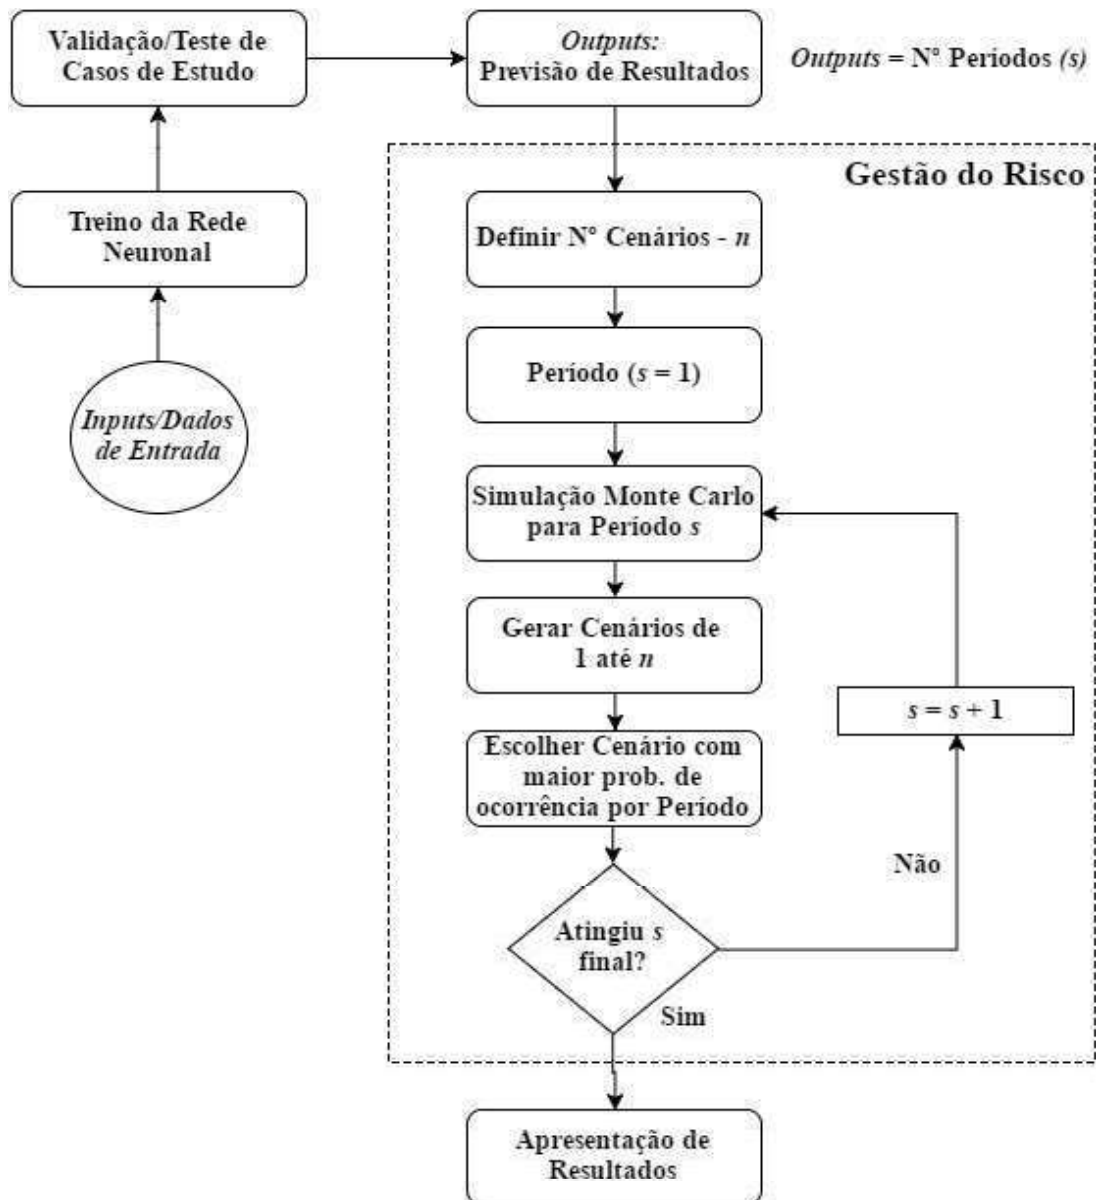 Validação/Teste de
Casos de Estudo
Outputs:
Previsão de Resultados
Outputs = Nº Períodos (s)
Gestão do Risco
Treino da Rede
Neuronal
Definir Nº Cenários - n
Período (s = 1)
Inputs/Dados
de Entrada
Simulação Monte Carlo
para Período s
Gerar Cenários de
1 até n
s = s + 1
Escolher Cenário com
maior prob. de
ocorrência por Período
Não
Atingiu s
final?
Sim
Apresentação de
Resultados